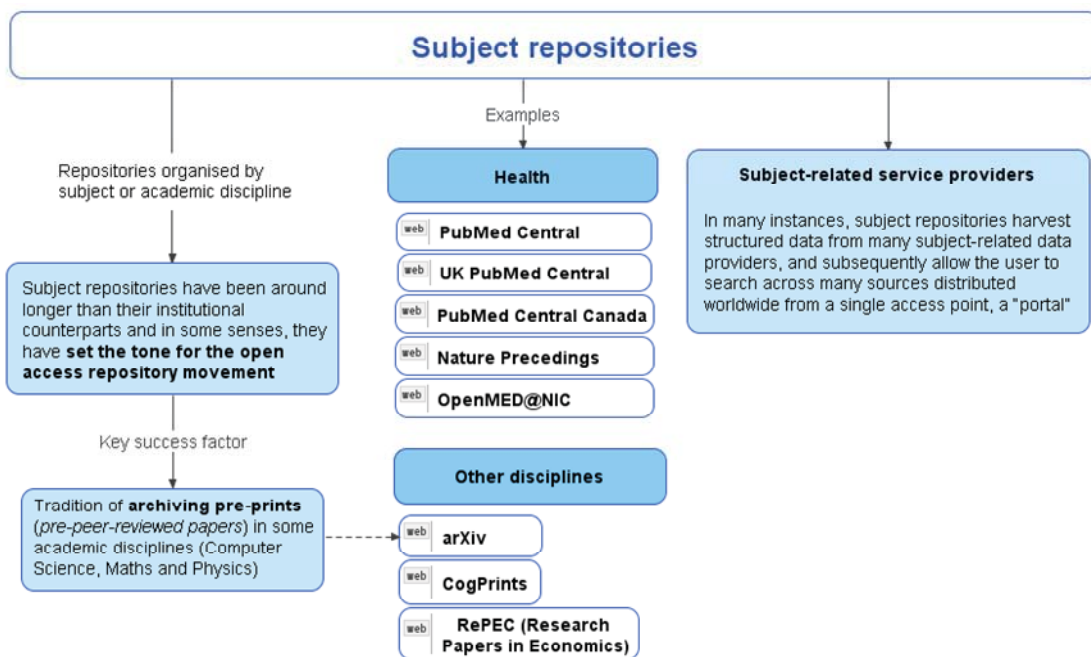 Subject repositories
Repositories organised by
subject or academic discipline
Subject repositories have been around
longer than their institutional
counterparts and in some senses, they
have set the tone for the open
access repository movement
Key success factor
Tradition of archiving pre-prints
(pre-peer-reviewed papers) in some
academic disciplines (Computer
Science, Maths and Physics)
Examples
Health
web PubMed Central
web UK PubMed Central
web PubMed Central Canada
web Nature Precedings
web OpenMED@NIC
Other disciplines
web arXiv
web CogPrints
web RePEC (Research
Papers in Economics)
Subject-related service providers
In many instances, subject repositories harvest
structured data from many subject-related data
providers, and subsequently allow the user to
search across many sources distributed
worldwide from a single access point, a "portal"